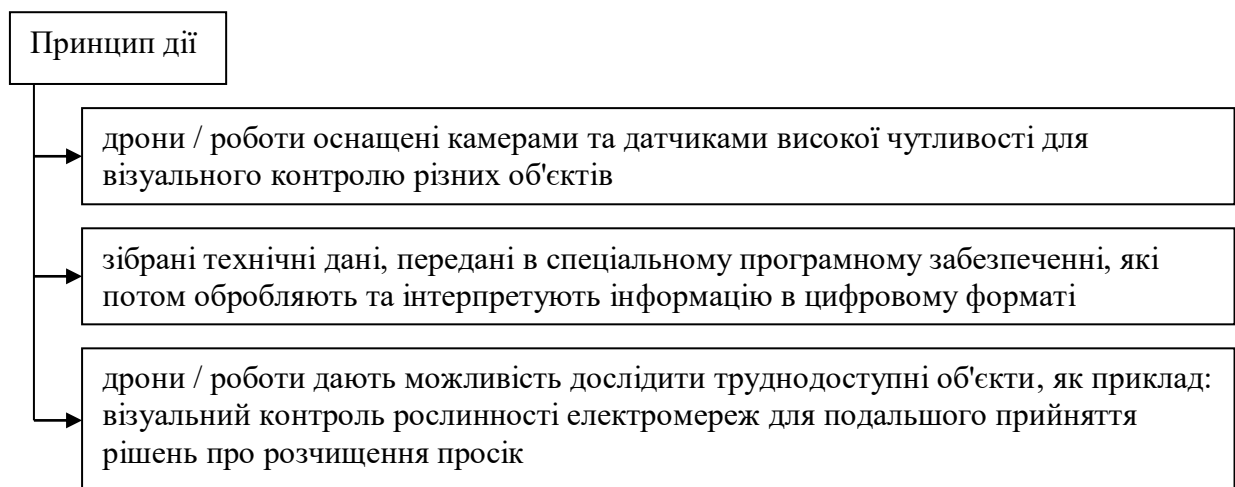 Принцип дії
дрони / роботи оснащені камерами та датчиками високої чутливості для
візуального контролю різних об'єктів
зібрані технічні дані, передані в спеціальному програмному забезпеченні, які
потом обробляють та інтерпретують інформацію в цифровому форматі
дрони / роботи дають можливість дослідити труднодоступні об'єкти, як приклад:
візуальний контроль рослинності електромереж для подальшого прийняття
рішень про розчищення просік